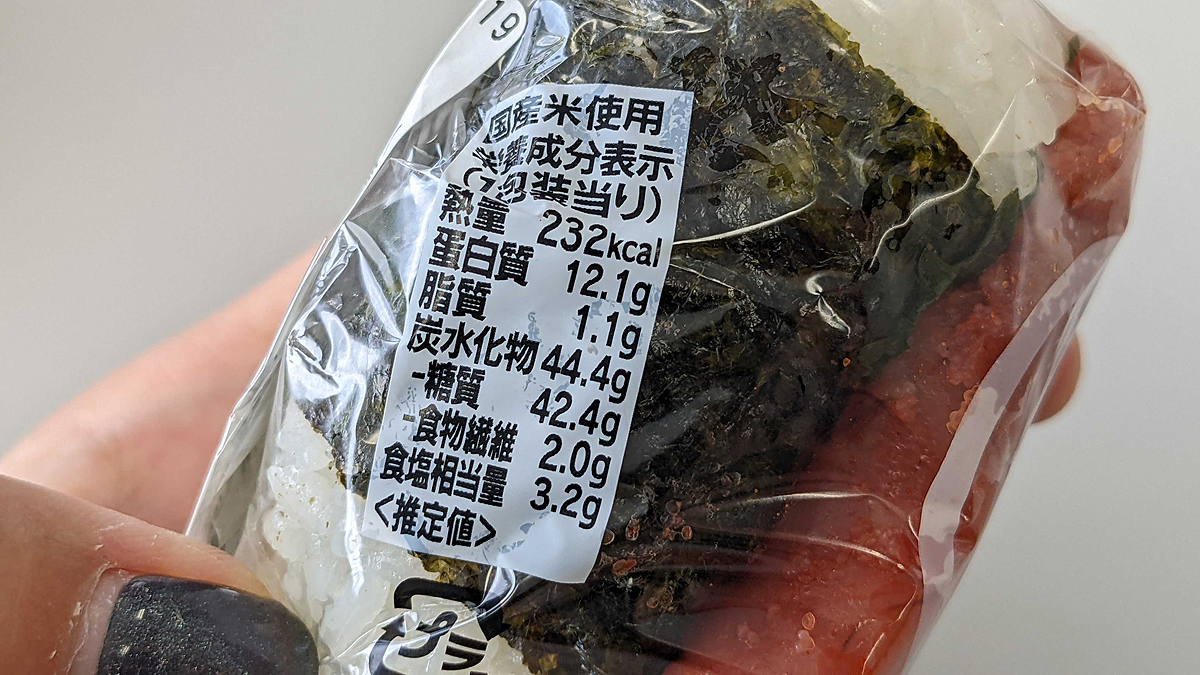 19
国産米使用
栄養成分表示
(1包装当り)
熱量 232kcal
蛋白質 12.1g
脂質 1.1g
炭水化物 44.4g
-糖質 42.4g
-食物繊維 2.0g
食塩相当量 3.2g
<推定値>
プラ